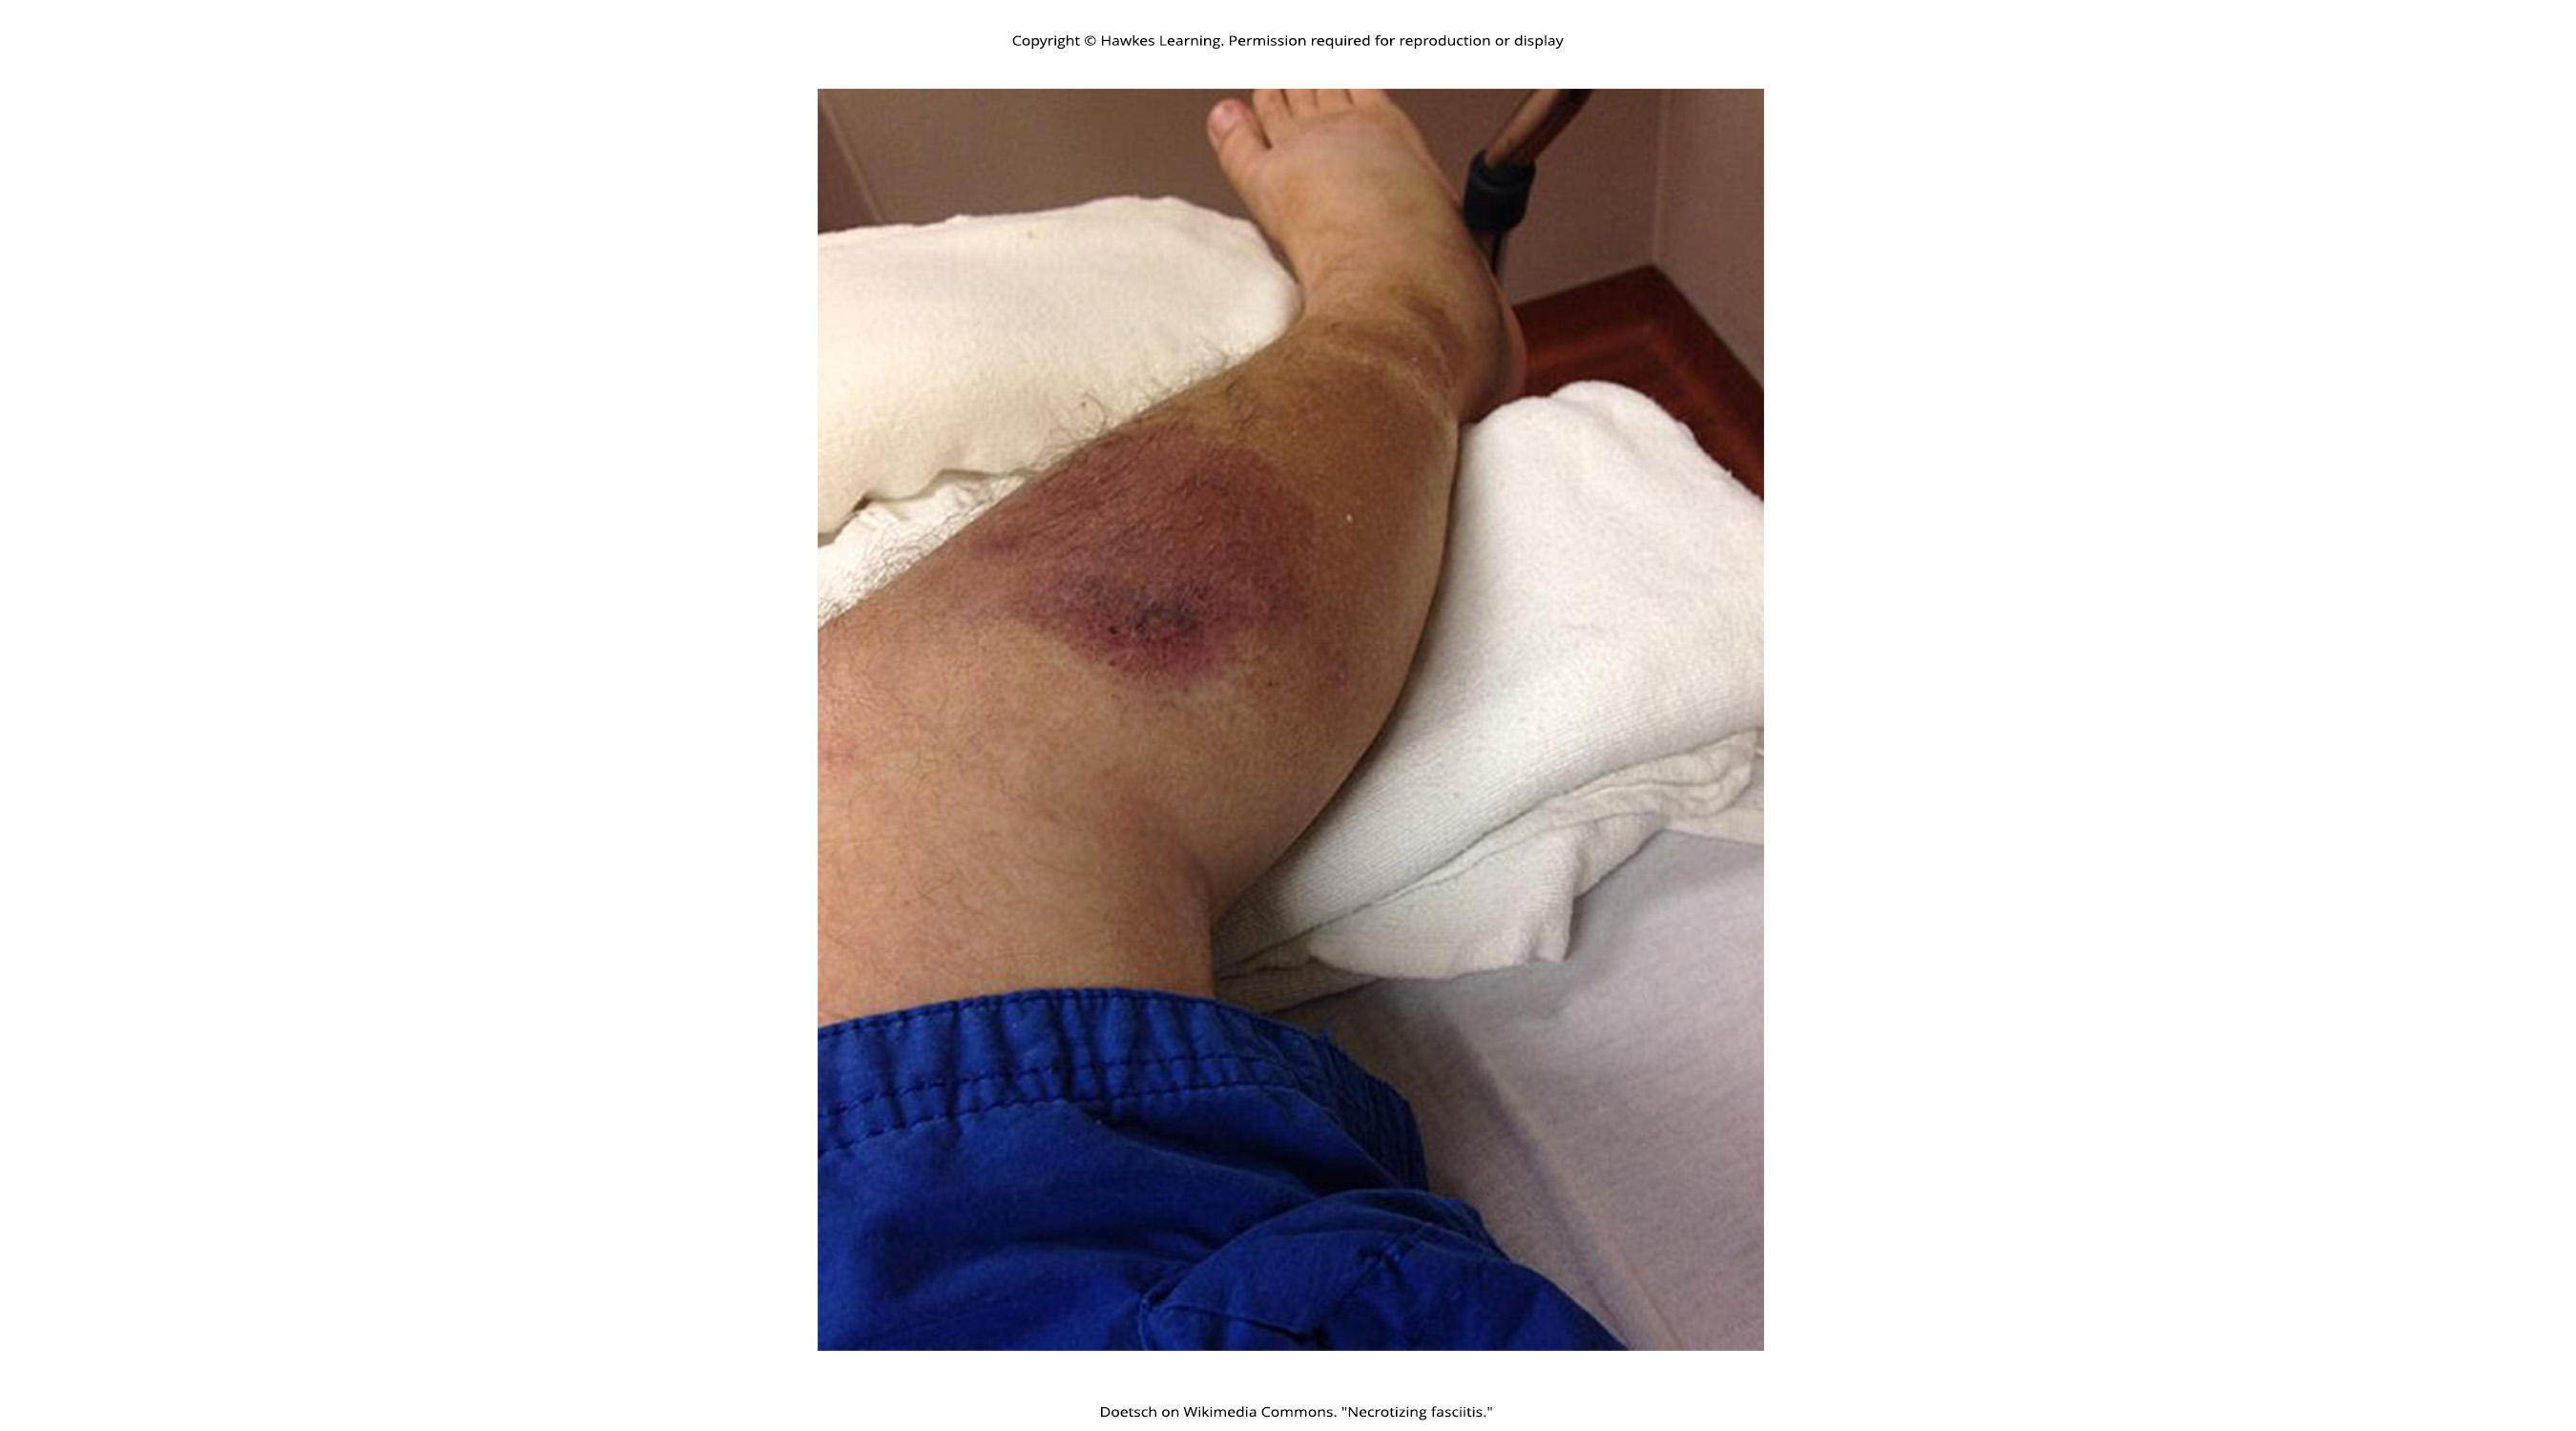 Copyright © Hawkes Learning. Permission required for reproduction or display
Doetsch on Wikimedia Commons. "Necrotizing fasciitis."